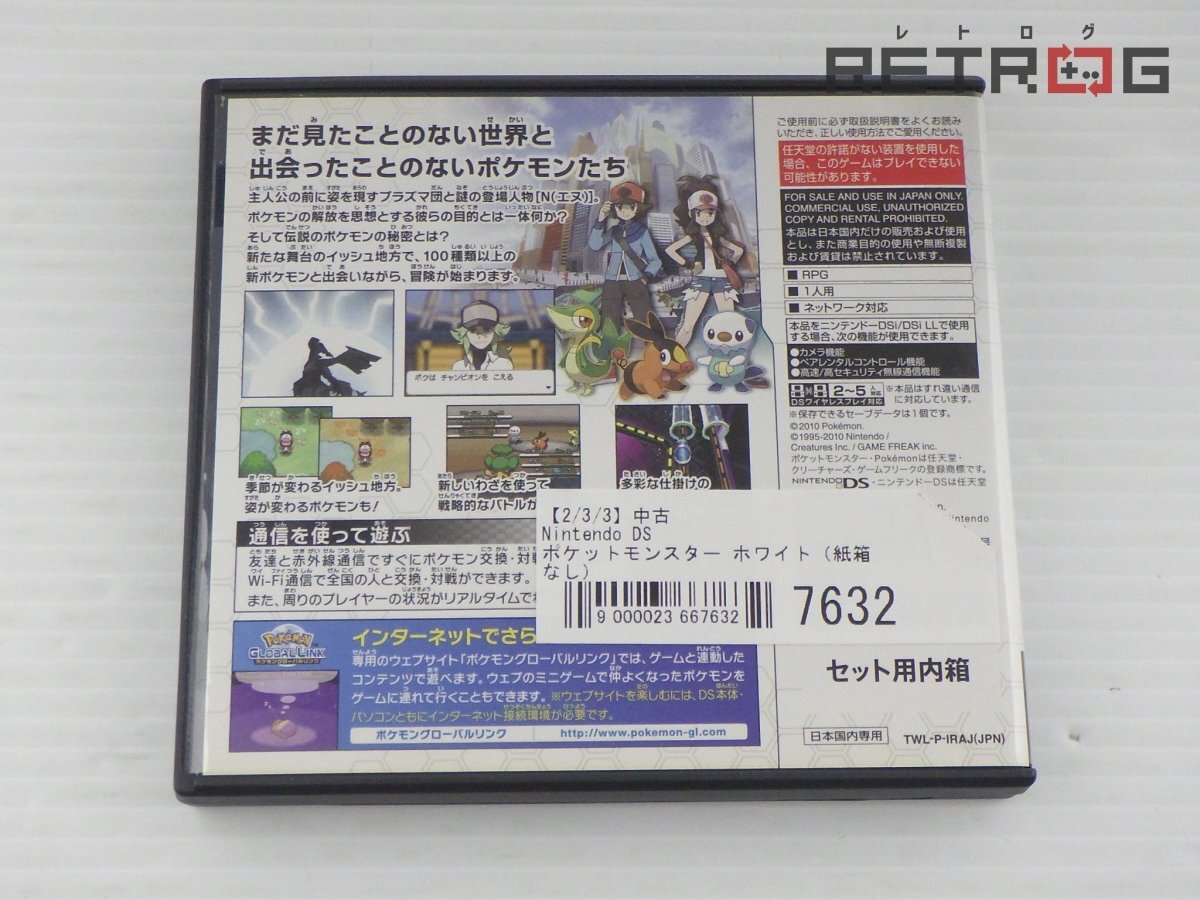 レトログ
RETROG
まだ見たことのない世界と
出会ったことのないポケモンたち
主人公の前に姿を現すプラズマ団と謎の登場人物[N(エヌ)]。
ポケモンの解放を思想とする彼らの目的とは一体何か?
そして伝説のポケモンの秘密とは?
新たな舞台のイッシュ地方で、100種類以上の
新ポケモンと出会いながら、冒険が始まります。
ボクは チャンピオンを こえる
季節が変わるイッシュ地方。
姿が変わるポケモンも!
新しいわざを使って
戦略的なバトルが
多彩な仕掛けの
通信を使って遊ぶ
友達と赤外線通信ですぐにポケモン交換・対戦
Wi-Fi通信で全国の人と交換・対戦ができます。
また、周りのプレイヤーの状況がリアルタイムで
POKéMON
GLOBAL LINK
ポケモングローバルリンク
インターネットでさら
専用のウェブサイト「ポケモングローバルリンク」では、ゲームと連動した
コンテンツで遊べます。ウェブのミニゲームで仲よくなったポケモンを
ゲームに連れて行くこともできます。※ウェブサイトを楽しむには、DS本体・
パソコンともにインターネット接続環境が必要です。
ポケモングローバルリンク http://www.pokemon-gl.com
ご使用前に必ず取扱説明書をよくお読み
いただき、正しい使用方法でご愛用ください。
任天堂の許諾がない装置を使用した
場合、このゲームはプレイできない
可能性があります。
FOR SALE AND USE IN JAPAN ONLY.
COMMERCIAL USE, UNAUTHORIZED
COPY AND RENTAL PROHIBITED.
本品は日本国内だけの販売および使用
とし、また商業目的の使用や無断複製
および賃貸は禁止されています。
■ RPG
■ 1人用
■ ネットワーク対応
本品をニンテンドーDSi/DSi LLで使用
する場合、次の機能が使用できます。
●カメラ機能
●ペアレンタルコントロール機能
●高速/高セキュリティ無線通信機能
2~5人対応
DSワイヤレスプレイ対応
※本品はすれ違い通信
に対応しています。
※保存できるセーブデータは1個です。
©2010 Pokémon.
©1995-2010 Nintendo/
Creatures Inc. / GAME FREAK inc.
ポケットモンスター・Pokémonは任天堂・
クリーチャーズ・ゲームフリークの登録商標です。
NINTENDO DS・ニンテンドーDSは任天堂
Nintendo
【2/3/3】中古
Nintendo DS
ポケットモンスター ホワイト(紙箱
なし)
9 000023 667632
7632
セット用内箱
日本国内専用
TWL-P-IRAJ(JPN)